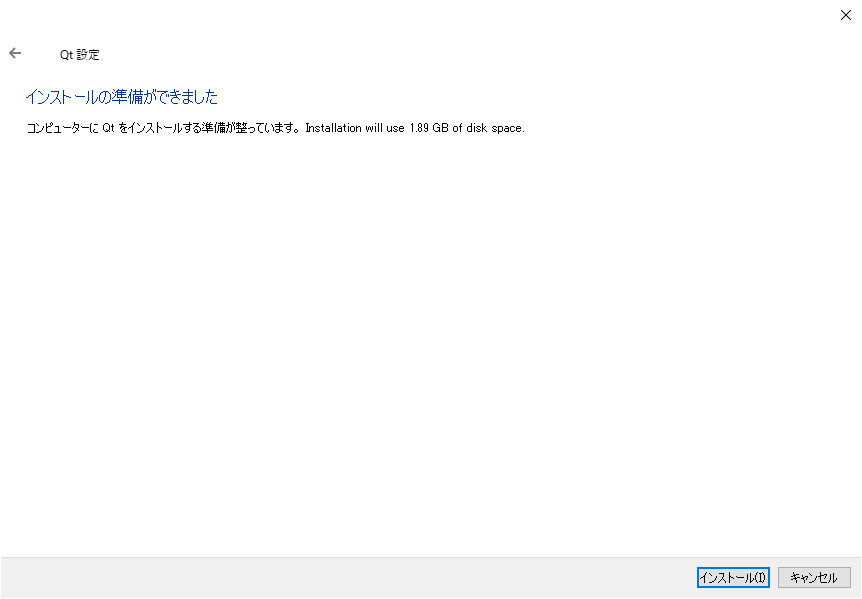 Qt 設定
インストールの準備ができました
コンピューターに Qt をインストールする準備が整っています。Installation will use 1.89 GB of disk space.
インストール(I) キャンセル